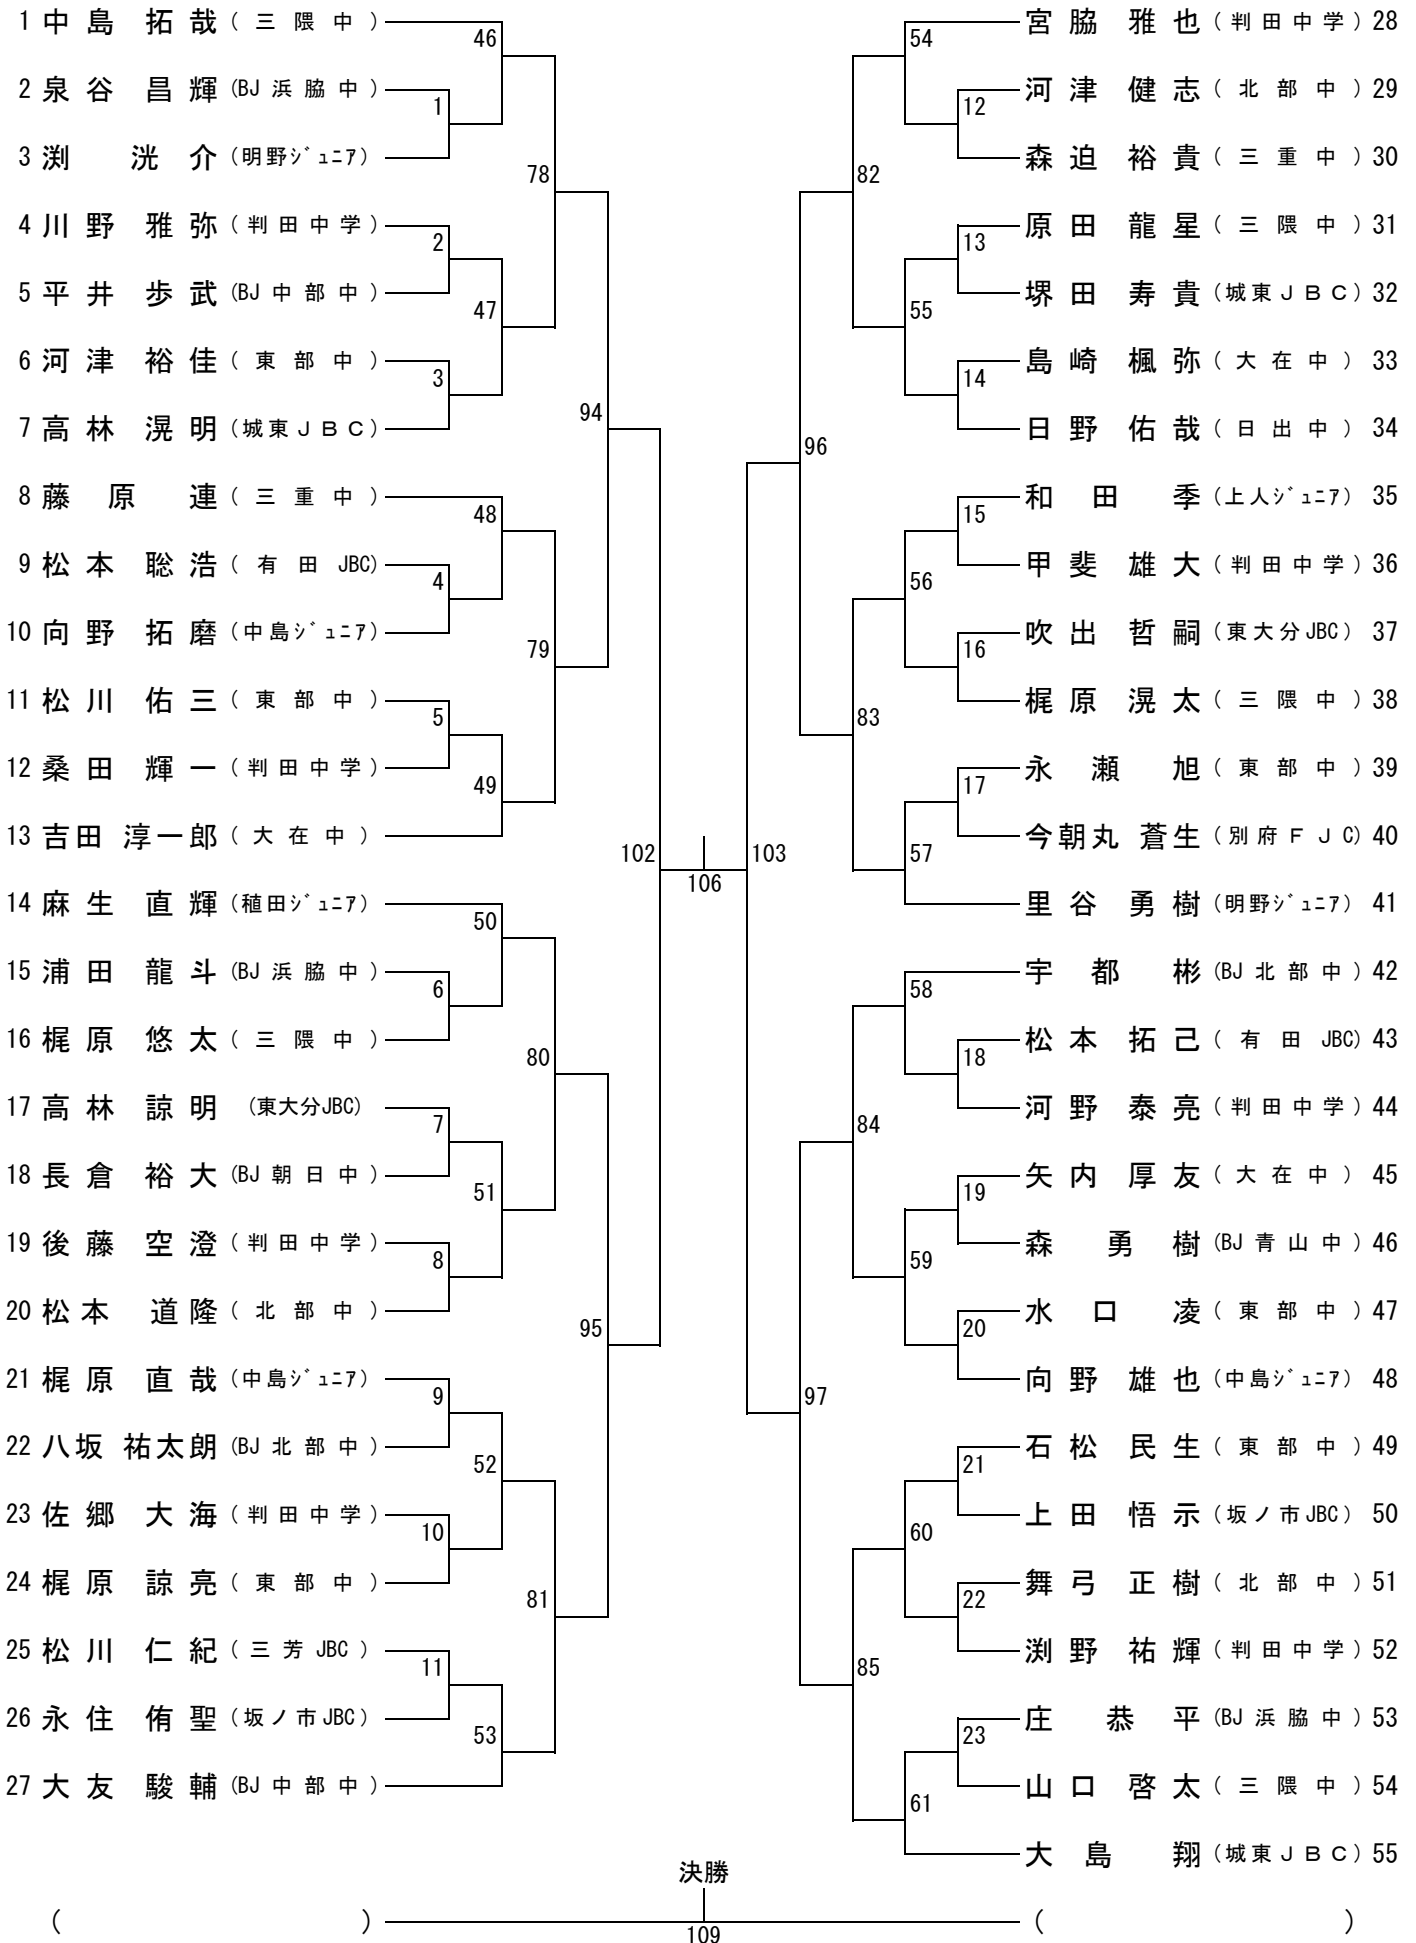 1 中島 拓哉 (三隈中)
46
2 泉谷 昌輝 (BJ浜脇中)
1
3 渕 洸介 (明野ｼﾞｭﾆｱ)
78
4 川野 雅弥 (判田中学)
2
5 平井 歩武 (BJ中部中)
47
6 河津 裕佳 (東部中)
3
7 高林 滉明 (城東ＪＢＣ)
94
8 藤原 連 (三重中)
48
9 松本 聡浩 (有田JBC)
4
10 向野 拓磨 (中島ｼﾞｭﾆｱ)
79
11 松川 佑三 (東部中)
5
12 桑田 輝一 (判田中学)
49
13 吉田 淳一郎 (大在中)
102
14 麻生 直輝 (稙田ｼﾞｭﾆｱ)
50
15 浦田 龍斗 (BJ浜脇中)
6
16 梶原 悠太 (三隈中)
80
17 高林 諒明 (東大分JBC)
7
18 長倉 裕大 (BJ朝日中)
51
19 後藤 空澄 (判田中学)
8
20 松本 道隆 (北部中)
95
21 梶原 直哉 (中島ｼﾞｭﾆｱ)
9
22 八坂 祐太朗 (BJ北部中)
52
23 佐郷 大海 (判田中学)
10
24 梶原 諒亮 (東部中)
81
25 松川 仁紀 (三芳JBC)
11
26 永住 侑聖 (坂ノ市JBC)
53
27 大友 駿輔 (BJ中部中)
106
宮脇 雅也 (判田中学) 28
54
河津 健志 (北部中) 29
12
森迫 裕貴 (三重中) 30
82
原田 龍星 (三隈中) 31
13
堺田 寿貴 (城東ＪＢＣ) 32
55
島崎 楓弥 (大在中) 33
14
日野 佑哉 (日出中) 34
96
和田 季 (上人ｼﾞｭﾆｱ) 35
15
甲斐 雄大 (判田中学) 36
56
吹出 哲嗣 (東大分JBC) 37
16
梶原 滉太 (三隈中) 38
83
永瀬 旭 (東部中) 39
17
今朝丸 蒼生 (別府ＦＪC) 40
57
103
里谷 勇樹 (明野ｼﾞｭﾆｱ) 41
宇都 彬 (BJ北部中) 42
58
松本 拓己 (有田JBC) 43
18
河野 泰亮 (判田中学) 44
84
矢内 厚友 (大在中) 45
19
森 勇樹 (BJ青山中) 46
59
水口 凌 (東部中) 47
20
向野 雄也 (中島ｼﾞｭﾆｱ) 48
97
石松 民生 (東部中) 49
21
上田 悟示 (坂ノ市JBC) 50
60
舞弓 正樹 (北部中) 51
22
渕野 祐輝 (判田中学) 52
85
庄 恭平 (BJ浜脇中) 53
23
山口 啓太 (三隈中) 54
61
大島 翔 (城東ＪＢＣ) 55
決勝
( ) ( )
109